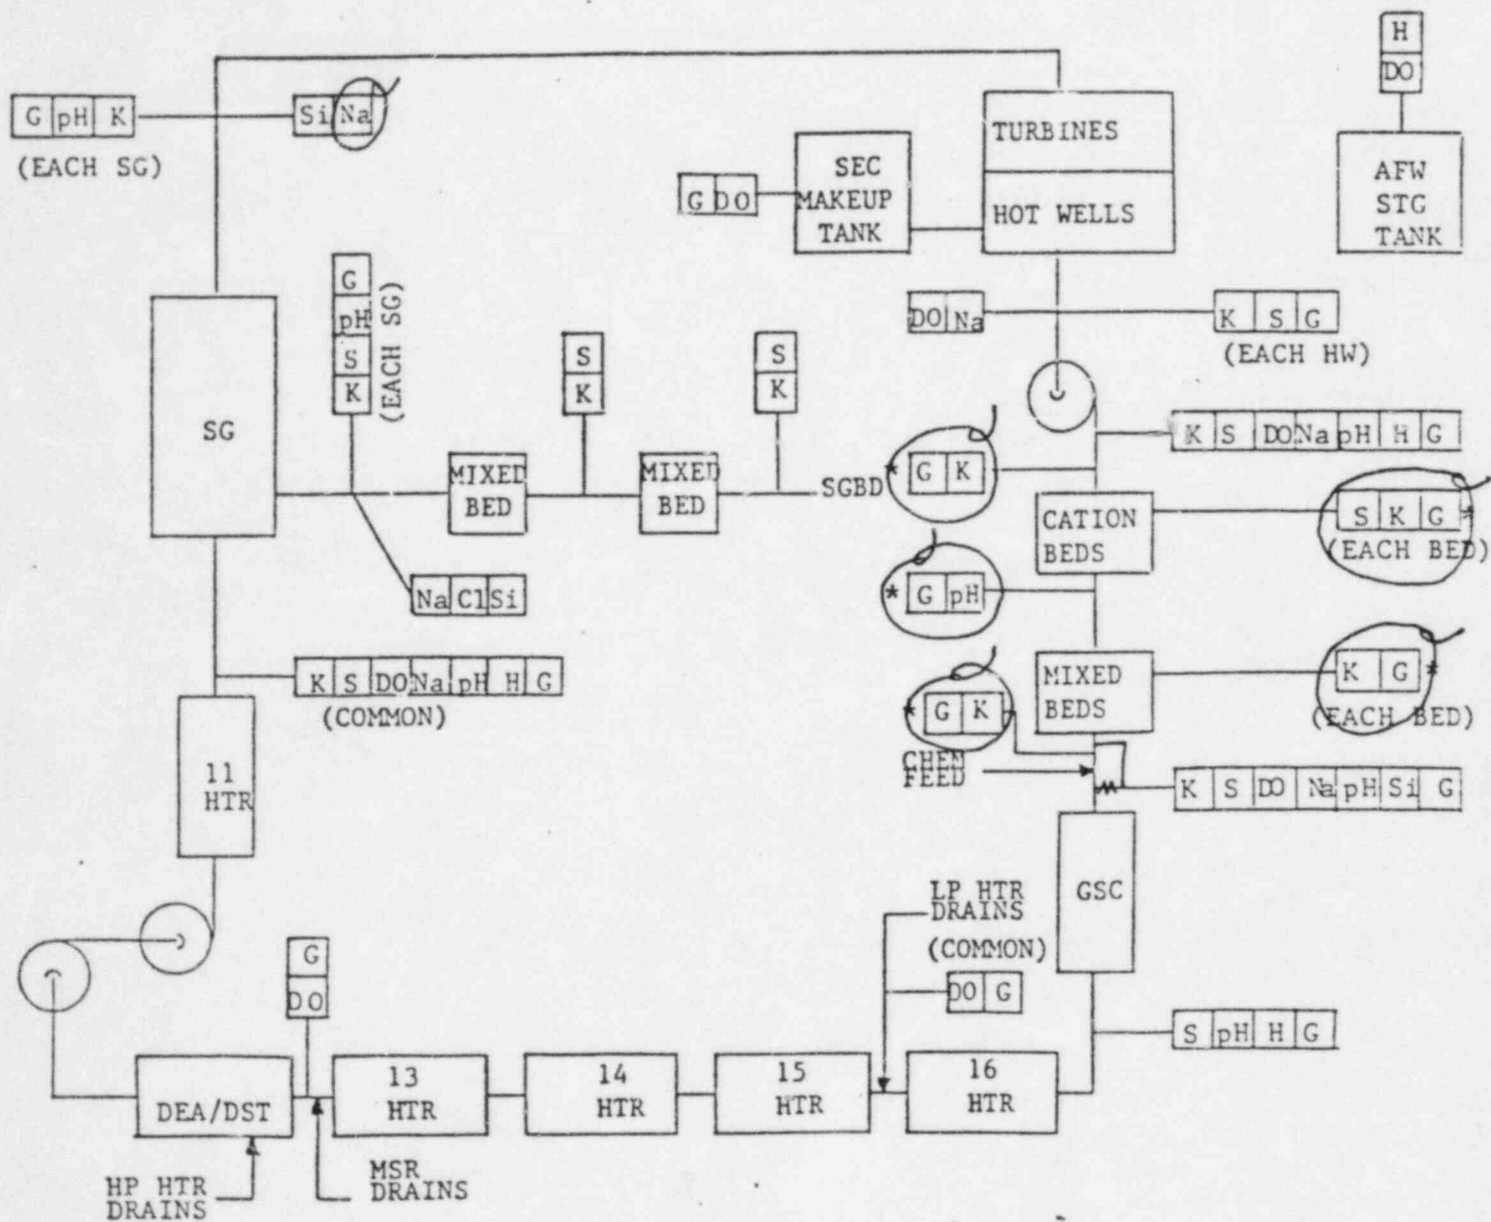 H
DO
G pH K
Si Na
(EACH SG)
TURBINES
HOT WELLS
SEC
MAKEUP
TANK
G DO
AFW
STG
TANK
G
pH
S
K
(EACH SG)
DO Na
K S G
(EACH HW)
S
K
S
K
SG
K S DO Na pH H G
MIXED
BED
MIXED
BED
SGBD
* G K
CATION
BEDS
S K G *
(EACH BED)
* G pH
Na Cl Si
K S DO Na pH H G
(COMMON)
MIXED
BEDS
K G *
(EACH BED)
* G K
CHEM
FEED
K S DO Na pH Si G
11
HTR
GSC
LP HTR
DRAINS
(COMMON)
DO G
G
DO
S pH H G
DEA/DST
13
HTR
14
HTR
15
HTR
16
HTR
HP HTR
DRAINS
MSR
DRAINS